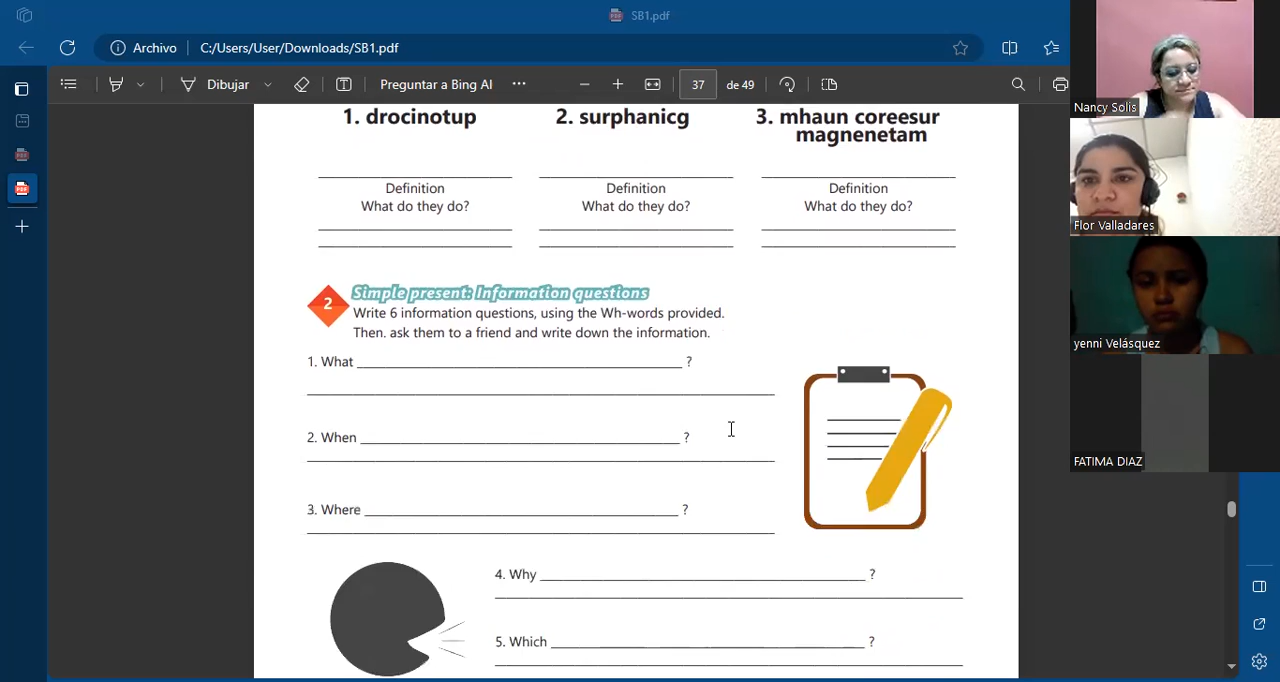 SB1.pdf
Archivo
C:/Users/User/Downloads/SB1.pdf
Dibujar
Preguntar a Bing AI
37
de 49
1. drocinotup
2. surphanicg
3. mhaun coreesur
magnenetam
Definition
What do they do?
Definition
What do they do?
Definition
What do they do?
2
Simple present: Information questions
Write 6 information questions, using the Wh-words provided.
Then. ask them to a friend and write down the information.
1. What ?
2. When ?
3. Where ?
4. Why ?
5. Which ?
Nancy Solis
Flor Valladares
yenni Velásquez
FATIMA DIAZ